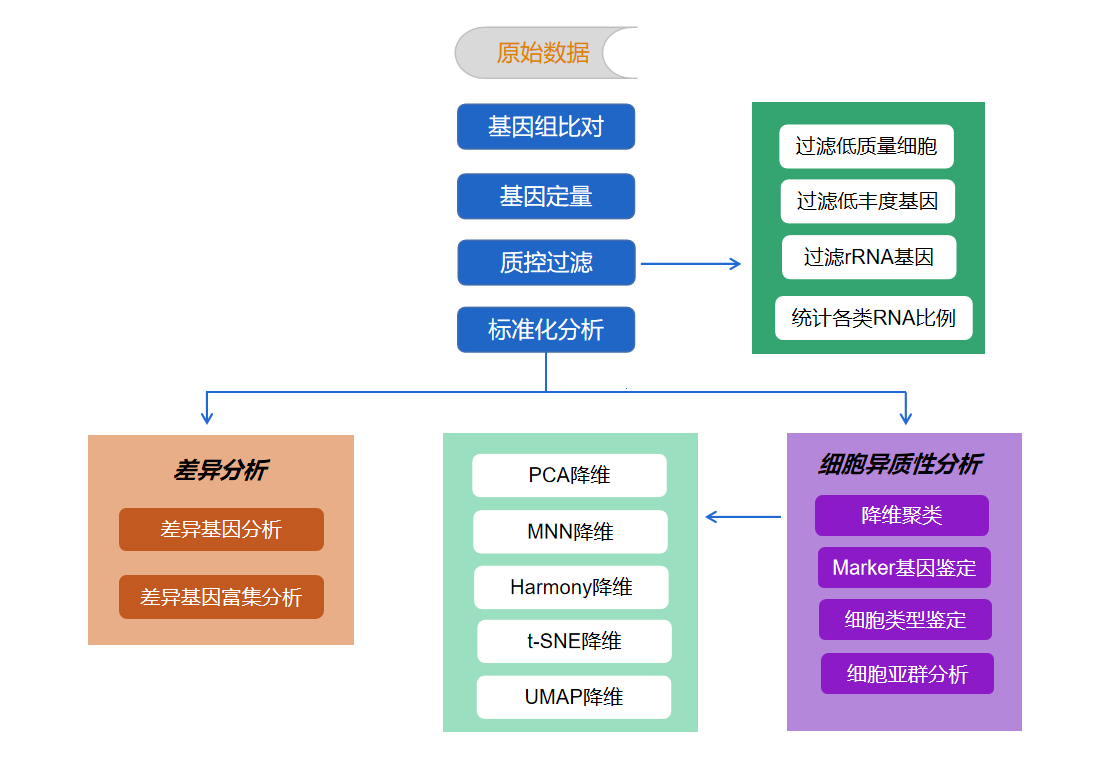 原始数据
基因组比对
基因定量
质控过滤
标准化分析
过滤低质量细胞
过滤低丰度基因
过滤rRNA基因
统计各类RNA比例
差异分析
差异基因分析
差异基因富集分析
PCA降维
MNN降维
Harmony降维
t-SNE降维
UMAP降维
细胞异质性分析
降维聚类
Marker基因鉴定
细胞类型鉴定
细胞亚群分析